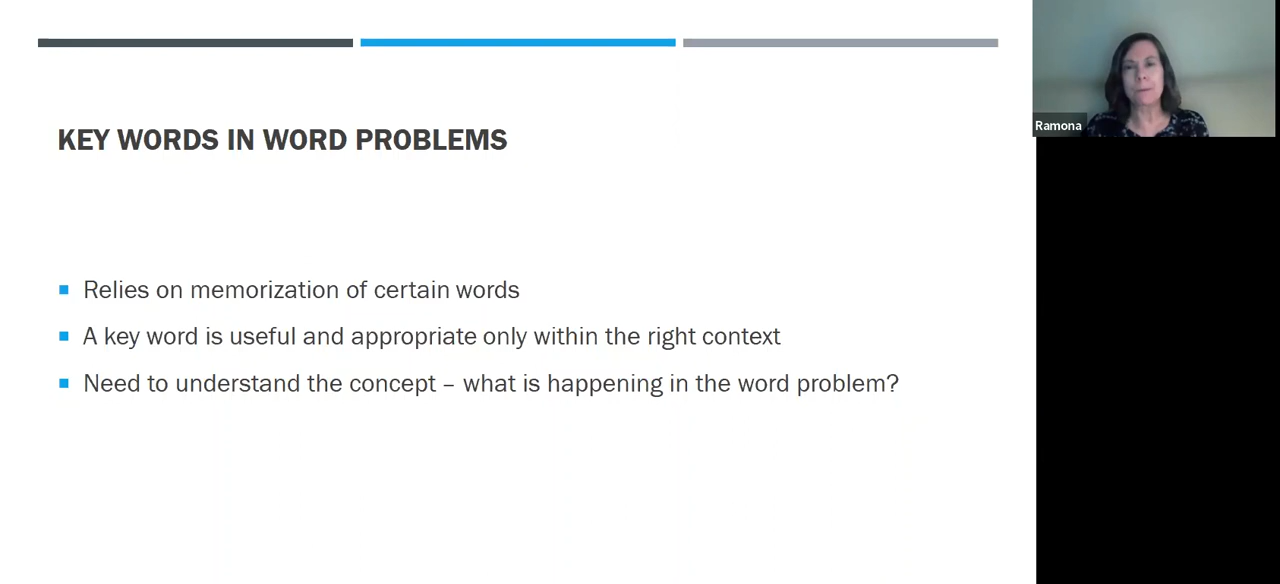 KEY WORDS IN WORD PROBLEMS
Relies on memorization of certain words
A key word is useful and appropriate only within the right context
Need to understand the concept – what is happening in the word problem?
Ramona